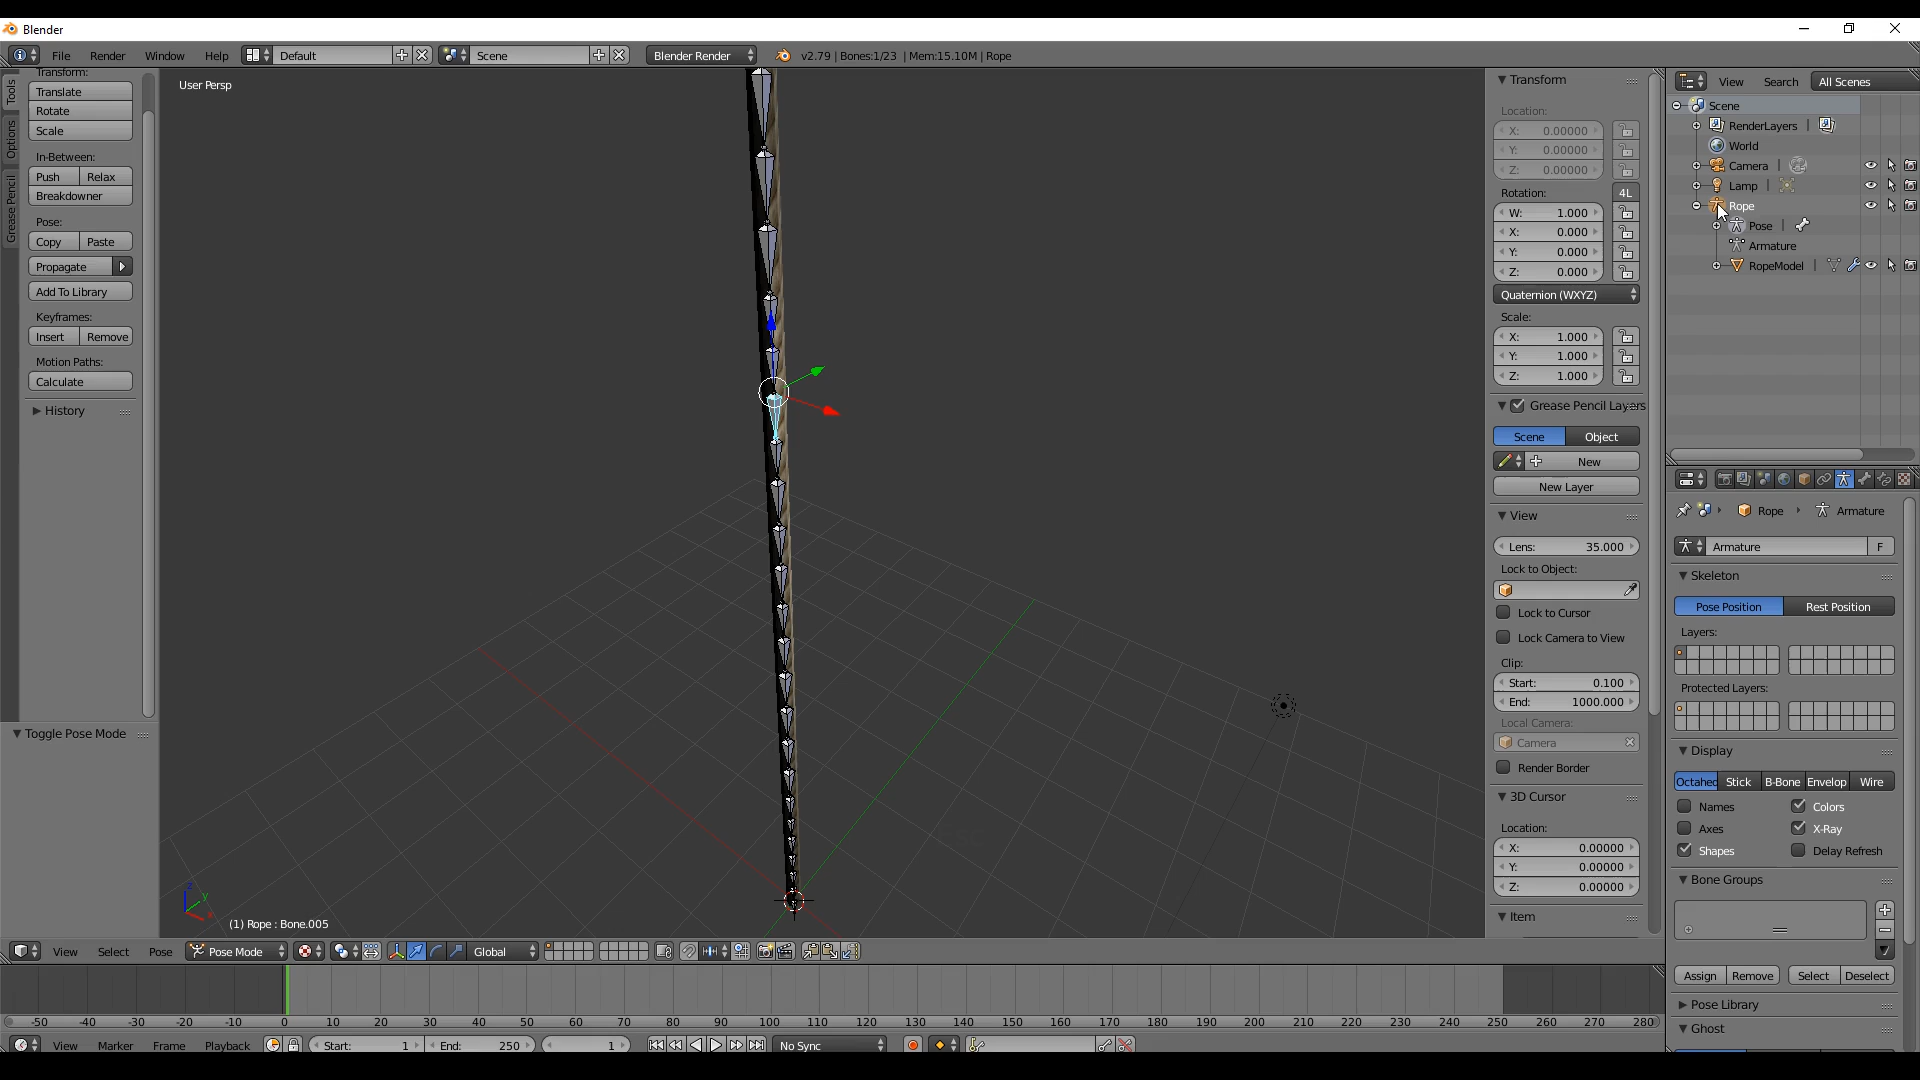 Blender
File Render Window Help Default Scene Blender Render v2.79 | Bones:1/23 | Mem:15.10M | Rope
Tools
Options
Grease Pencil
Transform:
Translate
Rotate
Scale
In-Between:
Push Relax
Breakdowner
Pose:
Copy Paste
Propagate
Add To Library
Keyframes:
Insert Remove
Motion Paths:
Calculate
History
Toggle Pose Mode
User Persp
(1) Rope : Bone.005
Transform
Location:
X: 0.00000
Y: 0.00000
Z: 0.00000
Rotation: 4L
W: 1.000
X: 0.000
Y: 0.000
Z: 0.000
Quaternion (WXYZ)
Scale:
X: 1.000
Y: 1.000
Z: 1.000
Grease Pencil Layers
Scene Object
New
New Layer
View
Lens: 35.000
Lock to Object:
Lock to Cursor
Lock Camera to View
Clip:
Start: 0.100
End: 1000.000
Local Camera:
Camera
Render Border
3D Cursor
Location:
X: 0.00000
Y: 0.00000
Z: 0.00000
Item
View Search All Scenes
Scene
RenderLayers |
World
Camera |
Lamp |
Rope
Pose |
Armature
RopeModel |
Rope Armature
Armature F
Skeleton
Pose Position Rest Position
Layers:
Protected Layers:
Display
Octahed Stick B-Bone Envelop Wire
Names Colors
Axes X-Ray
Shapes Delay Refresh
Bone Groups
Assign Remove Select Deselect
Pose Library
Ghost
View Select Pose Pose Mode Global
-50 -40 -30 -20 -10 0 10 20 30 40 50 60 70 80 90 100 110 120 130 140 150 160 170 180 190 200 210 220 230 240 250 260 270 280
View Marker Frame Playback Start: 1 End: 250 1 No Sync
x
y
z